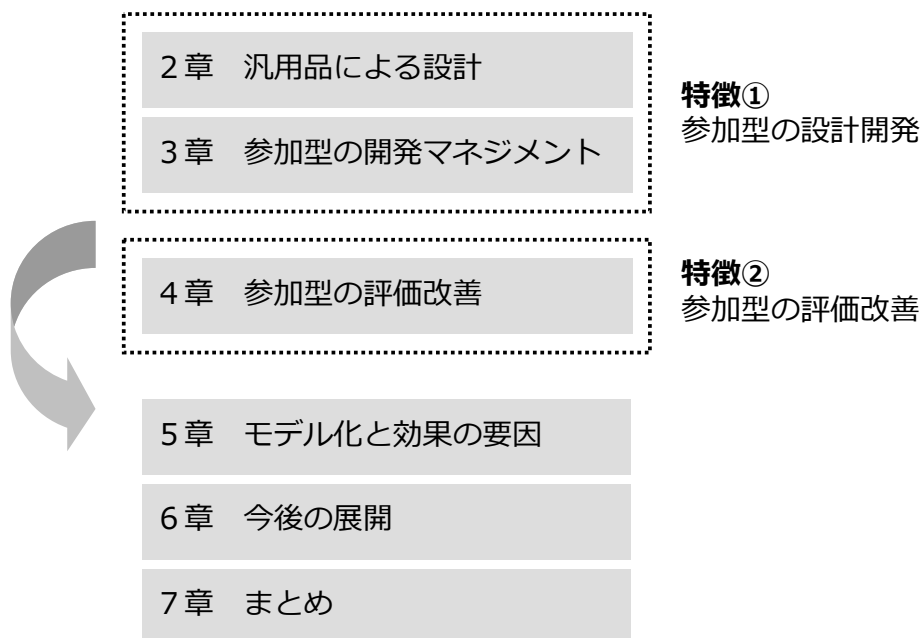 2章 汎用品による設計
3章 参加型の開発マネジメント
特徴①
参加型の設計開発
4章 参加型の評価改善
特徴②
参加型の評価改善
5章 モデル化と効果の要因
6章 今後の展開
7章 まとめ